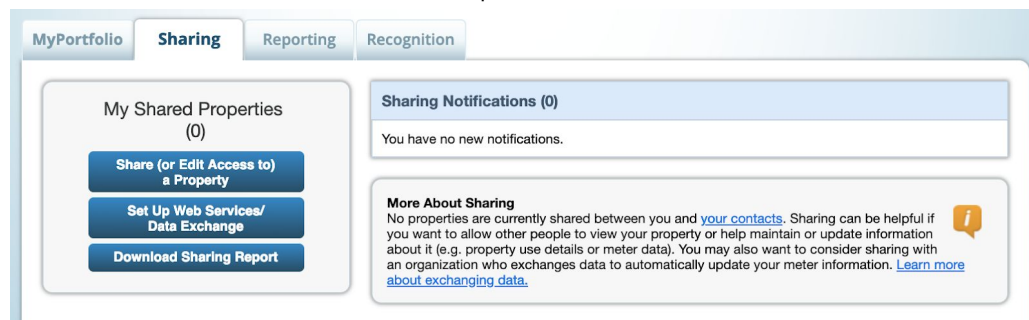 MyPortfolio
Sharing
Reporting
Recognition
My Shared Properties
(0)
Share (or Edit Access to)
a Property
Set Up Web Services/
Data Exchange
Download Sharing Report
Sharing Notifications (0)
You have no new notifications.
More About Sharing
No properties are currently shared between you and your contacts. Sharing can be helpful if
you want to allow other people to view your property or help maintain or update information
about it (e.g. property use details or meter data). You may also want to consider sharing with
an organization who exchanges data to automatically update your meter information. Learn more
about exchanging data.
i